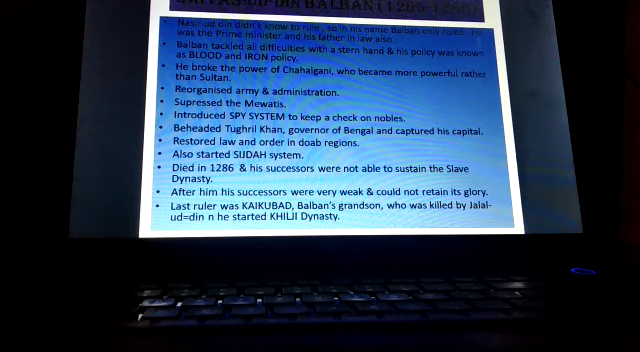 UD-DIN BALBAN (1265-1286)
Nasir ud din didn't know to rule , so in his name Balban only ruled . He
was the Prime minister and his father in law also.
• Balban tackled all difficulties with a stern hand & his policy was known
as BLOOD and IRON policy.
• He broke the power of Chahalgani, who became more powerful rather
than Sultan.
• Reorganised army & administration.
• Supressed the Mewatis.
• Introduced SPY SYSTEM to keep a check on nobles.
• Beheaded Tughril Khan, governor of Bengal and captured his capital.
• Restored law and order in doab regions.
• Also started SIJDAH system.
• Died in 1286 & his successors were not able to sustain the Slave
Dynasty.
• After him his successors were very weak & could not retain its glory.
• Last ruler was KAIKUBAD, Balban's grandson, who was killed by Jalal-
ud=din n he started KHILJI Dynasty.